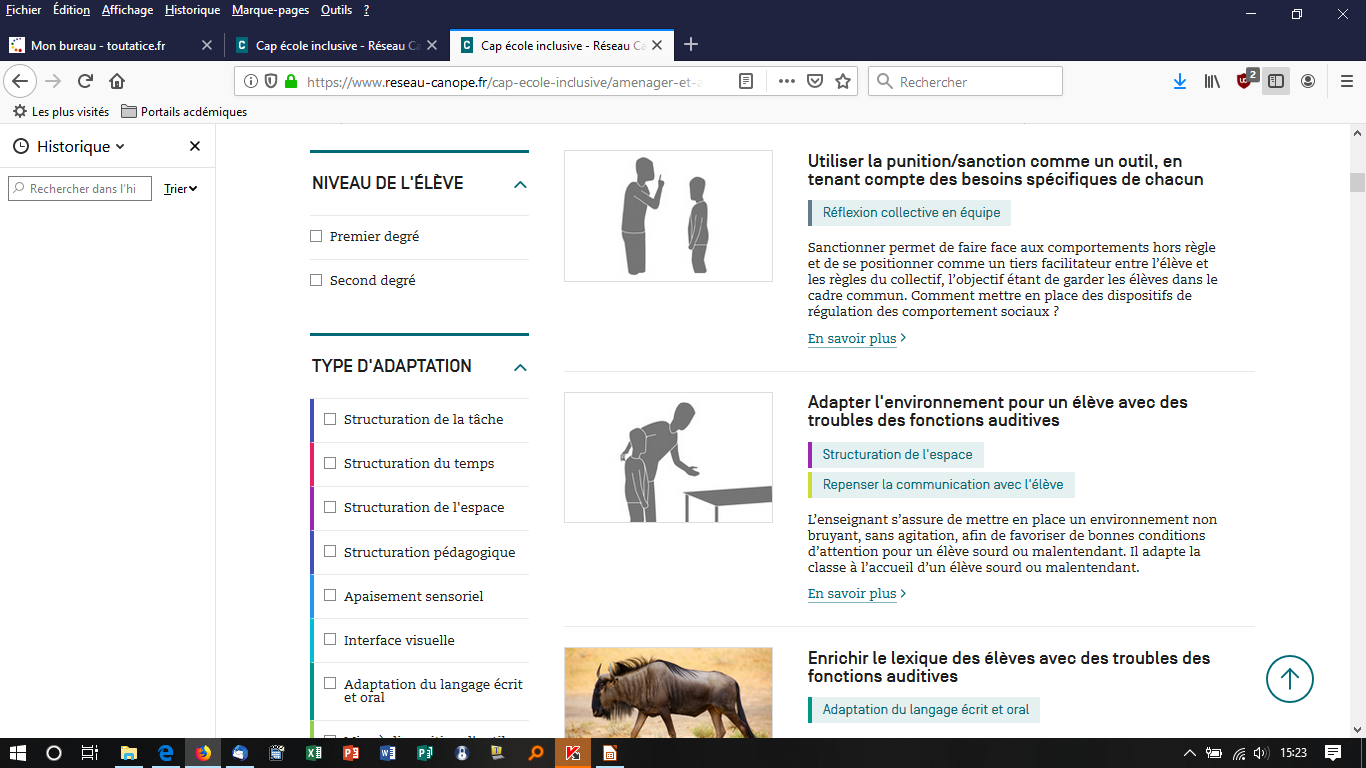 Fichier Édition Affichage Historique Marque-pages Outils ?
Mon bureau - toutatice.fr
Cap école inclusive - Réseau Ca
Cap école inclusive - Réseau Ca
https://www.reseau-canope.fr/cap-ecole-inclusive/amenager-et-a
Rechercher
2
Les plus visités
Portails acdémiques
Historique
Rechercher dans l'hi
Trier
NIVEAU DE L'ÉLÈVE
Premier degré
Second degré
TYPE D'ADAPTATION
Structuration de la tâche
Structuration du temps
Structuration de l'espace
Structuration pédagogique
Apaisement sensoriel
Interface visuelle
Adaptation du langage écrit
et oral
Utiliser la punition/sanction comme un outil, en
tenant compte des besoins spécifiques de chacun
Réflexion collective en équipe
Sanctionner permet de faire face aux comportements hors règle
et de se positionner comme un tiers facilitateur entre l'élève et
les règles du collectif, l'objectif étant de garder les élèves dans le
cadre commun. Comment mettre en place des dispositifs de
régulation des comportement sociaux ?
En savoir plus >
Adapter l'environnement pour un élève avec des
troubles des fonctions auditives
Structuration de l'espace
Repenser la communication avec l'élève
L'enseignant s'assure de mettre en place un environnement non
bruyant, sans agitation, afin de favoriser de bonnes conditions
d'attention pour un élève sourd ou malentendant. Il adapte la
classe à l'accueil d'un élève sourd ou malentendant.
En savoir plus >
Enrichir le lexique des élèves avec des troubles des
fonctions auditives
Adaptation du langage écrit et oral
15:23